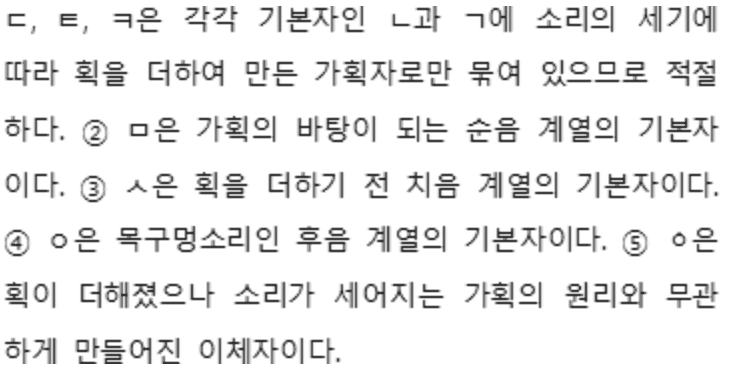 ㄷ, ㅌ, ㅋ은 각각 기본자인 ㄴ과 ㄱ에 소리의 세기에
따라 획을 더하여 만든 가획자로만 묶여 있으므로 적절
하다. ② ㅁ은 가획의 바탕이 되는 순음 계열의 기본자
이다. ③ ㅅ은 획을 더하기 전 치음 계열의 기본자이다.
④ ㅇ은 목구멍소리인 후음 계열의 기본자이다. ⑤ ㆁ은
획이 더해졌으나 소리가 세어지는 가획의 원리와 무관
하게 만들어진 이체자이다.